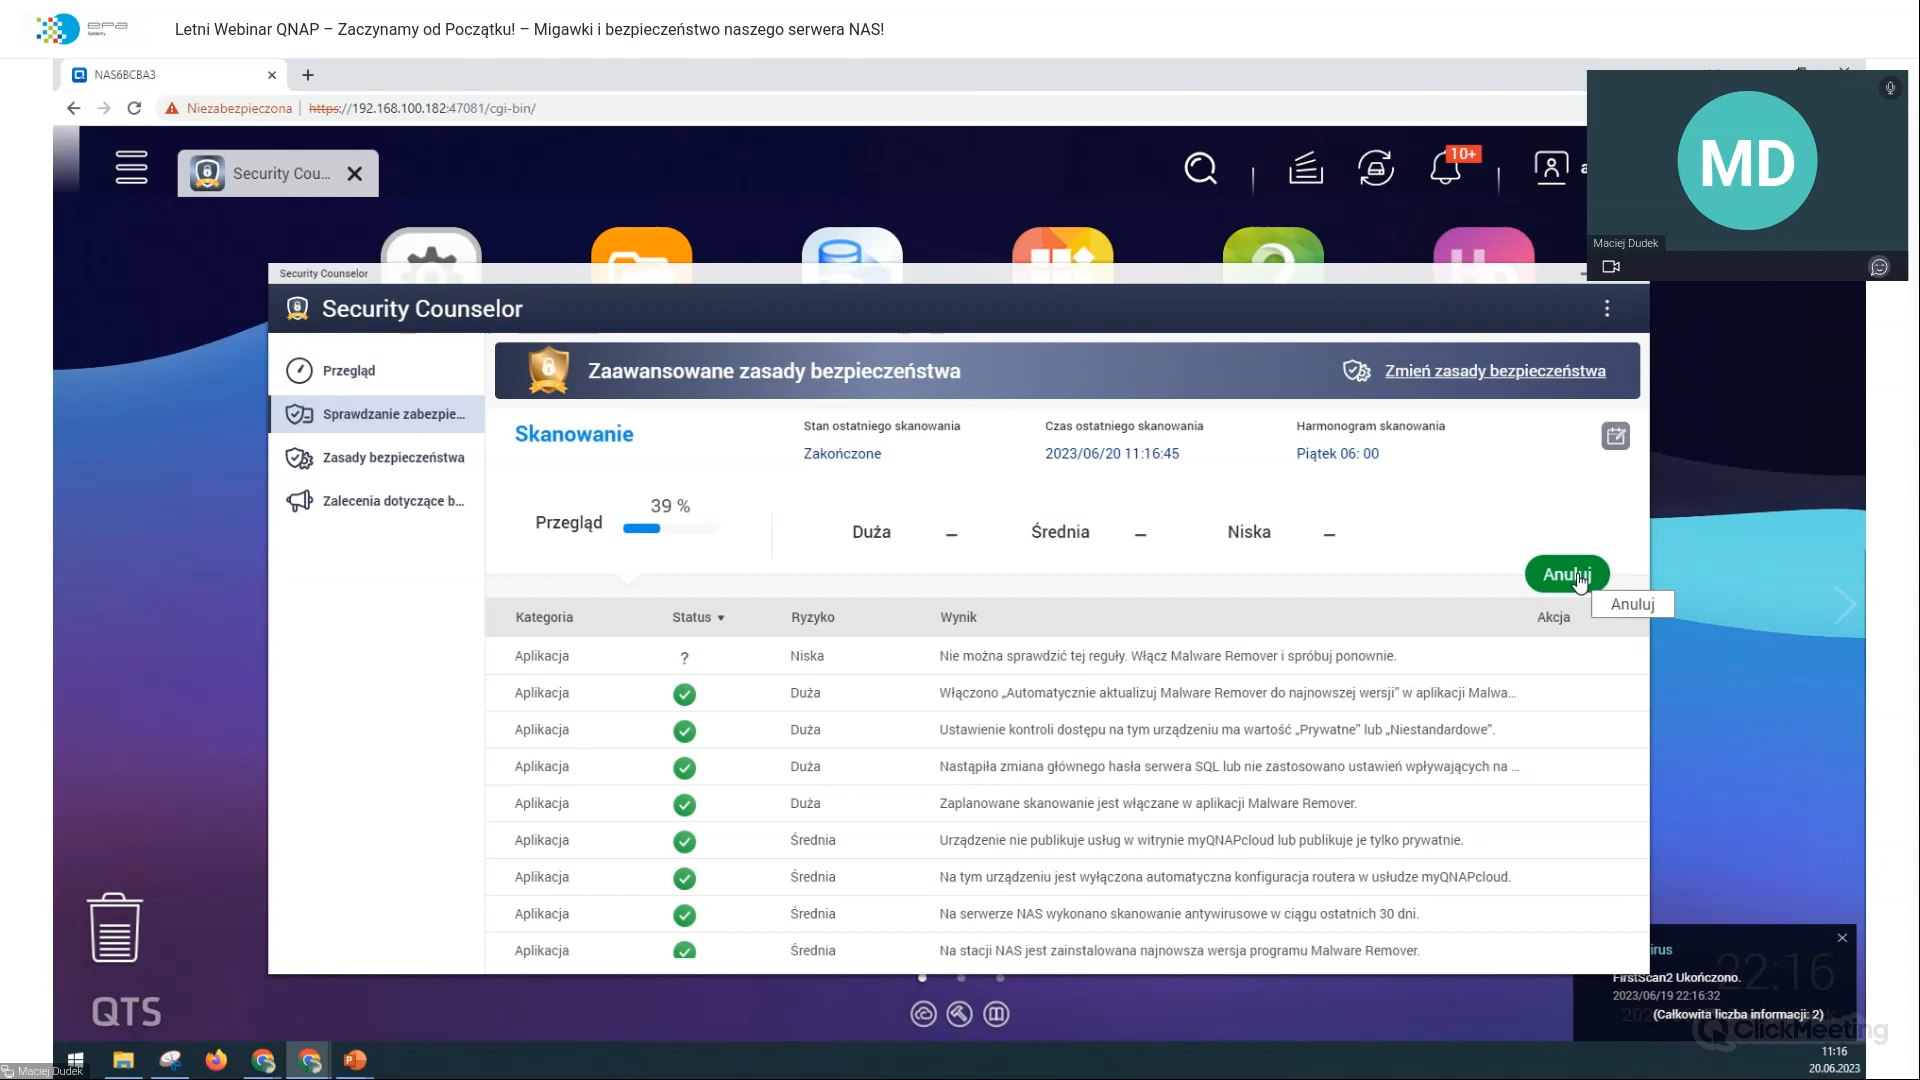 epa
Systemy
Letni Webinar QNAP – Zaczynamy od Początku! – Migawki i bezpieczeństwo naszego serwera NAS!
NAS6BCBA3
Niezabezpieczona
https://192.168.100.182:47081/cgi-bin/
Security Cou...
10+
a
MD
Maciej Dudek
Security Counselor
Security Counselor
Przegląd
Sprawdzanie zabezpie...
Zasady bezpieczeństwa
Zalecenia dotyczące b...
Zaawansowane zasady bezpieczeństwa
Zmień zasady bezpieczeństwa
Skanowanie
Stan ostatniego skanowania
Zakończone
Czas ostatniego skanowania
2023/06/20 11:16:45
Harmonogram skanowania
Piątek 06: 00
Przegląd
39 %
Duża –
Średnia –
Niska –
Anuluj
Anuluj
Kategoria Status Ryzyko Wynik Akcja
Aplikacja ? Niska Nie można sprawdzić tej reguły. Włącz Malware Remover i spróbuj ponownie.
Aplikacja Duża Włączono „Automatycznie aktualizuj Malware Remover do najnowszej wersji” w aplikacji Malwa...
Aplikacja Duża Ustawienie kontroli dostępu na tym urządzeniu ma wartość „Prywatne” lub „Niestandardowe”.
Aplikacja Duża Nastąpiła zmiana głównego hasła serwera SQL lub nie zastosowano ustawień wpływających na ...
Aplikacja Duża Zaplanowane skanowanie jest włączane w aplikacji Malware Remover.
Aplikacja Średnia Urządzenie nie publikuje usług w witrynie myQNAPcloud lub publikuje je tylko prywatnie.
Aplikacja Średnia Na tym urządzeniu jest wyłączona automatyczna konfiguracja routera w usłudze myQNAPcloud.
Aplikacja Średnia Na serwerze NAS wykonano skanowanie antywirusowe w ciągu ostatnich 30 dni.
Aplikacja Średnia Na stacji NAS jest zainstalowana najnowsza wersja programu Malware Remover.
QTS
irus
FirstScan2 Ukończono.
2023/06/19 22:16:32
(Całkowita liczba informacji: 2)
22:16
ClickMeeting
11:16
20.06.2023
Maciej Dudek